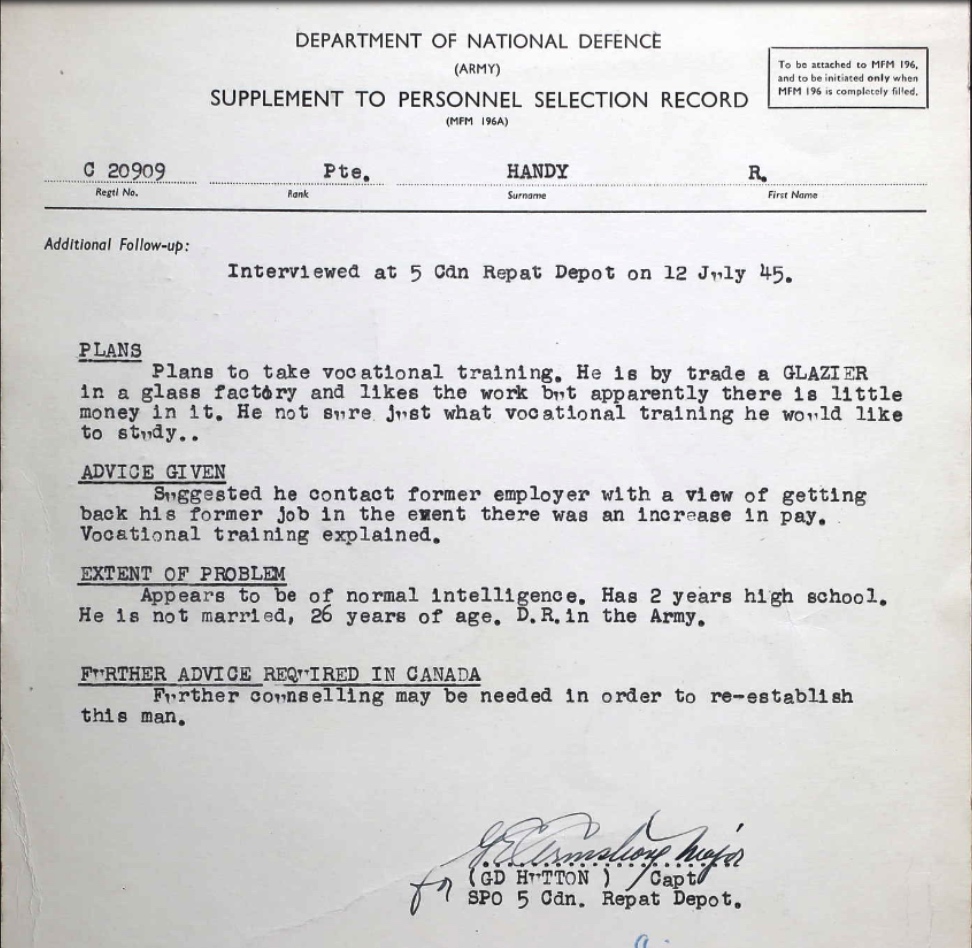 DEPARTMENT OF NATIONAL DEFENCE
(ARMY)
SUPPLEMENT TO PERSONNEL SELECTION RECORD
(MFM 196A)
To be attached to MFM 196,
and to be initiated only when
MFM 196 is completely filled.
C 20909 Pte. HANDY R.
Regtl No. Rank Surname First Name
Additional Follow-up:
Interviewed at 5 Cdn Repat Depot on 12 July 45.
PLANS
Plans to take vocational training. He is by trade a GLAZIER
in a glass factory and likes the work but apparently there is little
money in it. He not sure just what vocational training he would like
to study..
ADVICE GIVEN
Suggested he contact former employer with a view of getting
back his former job in the event there was an increase in pay.
Vocational training explained.
EXTENT OF PROBLEM
Appears to be of normal intelligence. Has 2 years high school.
He is not married, 26 years of age. D.R.in the Army.
FURTHER ADVICE REQUIRED IN CANADA
Further counselling may be needed in order to re-establish
this man.
G E Armstrong Major
for (GD HUTTON ) Capt
SPO 5 Cdn. Repat Depot.